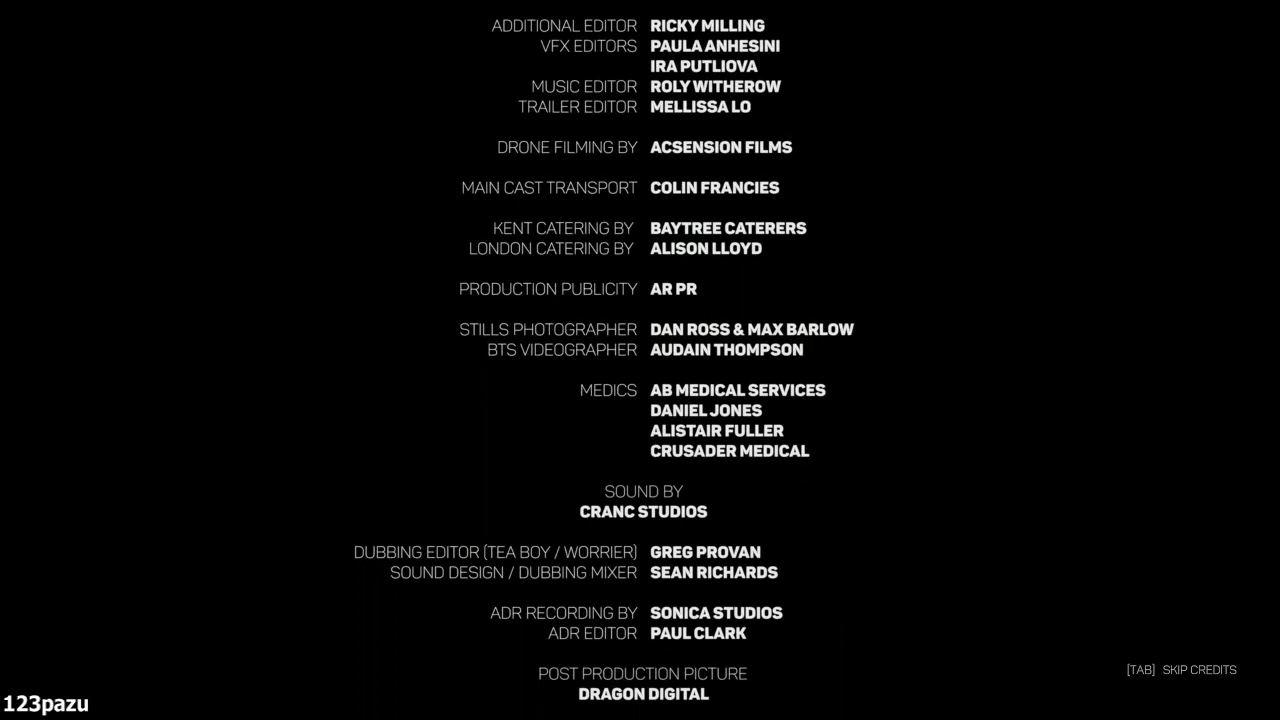 ADDITIONAL EDITOR RICKY MILLING
VFX EDITORS PAULA ANHESINI
IRA PUTLIOVA
MUSIC EDITOR ROLY WITHEROW
TRAILER EDITOR MELLISSA LO
DRONE FILMING BY ACSENSION FILMS
MAIN CAST TRANSPORT COLIN FRANCIES
KENT CATERING BY BAYTREE CATERERS
LONDON CATERING BY ALISON LLOYD
PRODUCTION PUBLICITY AR PR
STILLS PHOTOGRAPHER DAN ROSS & MAX BARLOW
BTS VIDEOGRAPHER AUDAIN THOMPSON
MEDICS AB MEDICAL SERVICES
DANIEL JONES
ALISTAIR FULLER
CRUSADER MEDICAL
SOUND BY
CRANC STUDIOS
DUBBING EDITOR (TEA BOY / WORRIER) GREG PROVAN
SOUND DESIGN / DUBBING MIXER SEAN RICHARDS
ADR RECORDING BY SONICA STUDIOS
ADR EDITOR PAUL CLARK
POST PRODUCTION PICTURE
DRAGON DIGITAL
[TAB] SKIP CREDITS
123pazu